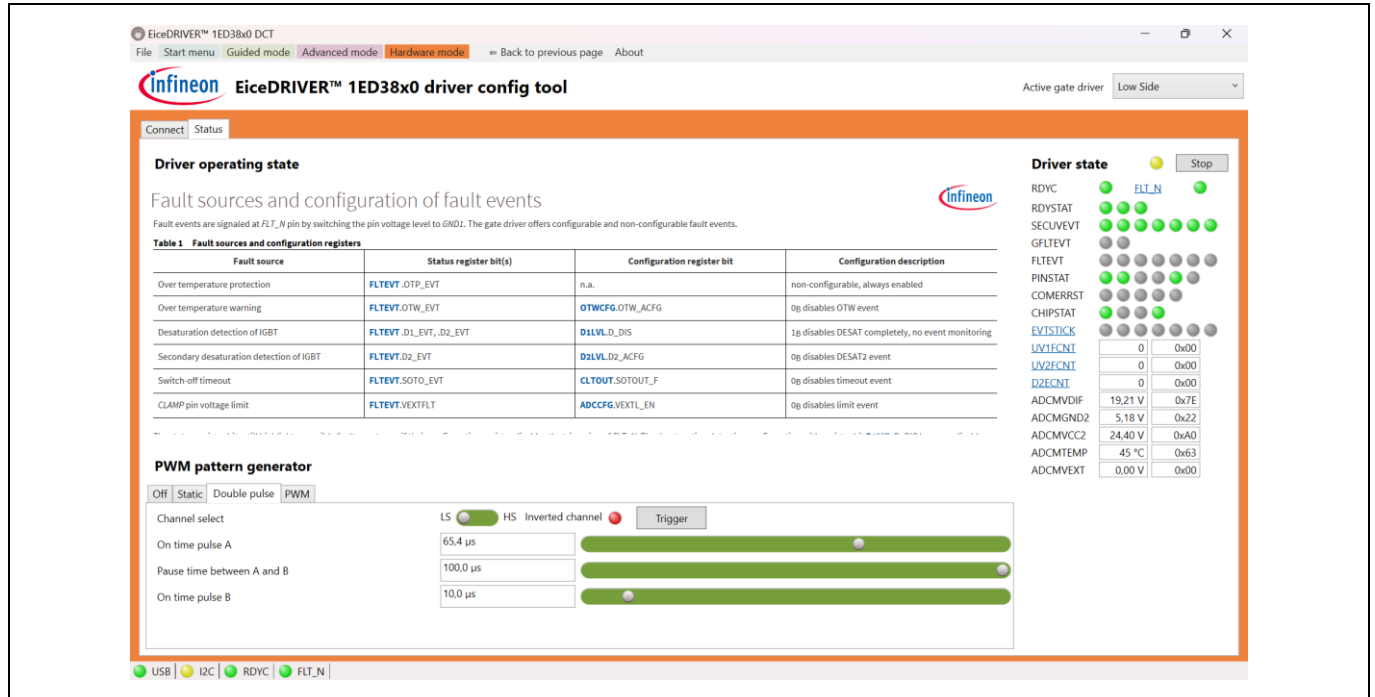 EiceDRIVER™ 1ED38x0 DCT
File Start menu Guided mode Advanced mode Hardware mode ⇐ Back to previous page About
infineon EiceDRIVER™ 1ED38x0 driver config tool Active gate driver Low Side
Connect Status
Driver operating state
Fault sources and configuration of fault events
infineon
Fault events are signaled at FLT_N pin by switching the pin voltage level to GND1. The gate driver offers configurable and non-configurable fault events.
Table 1 Fault sources and configuration registers
Fault source Status register bit(s) Configuration register bit Configuration description
Over temperature protection FLTEVT.OTP_EVT n.a. non-configurable, always enabled
Over temperature warning FLTEVT.OTW_EVT OTWCFG.OTW_ACFG 0B disables OTW event
Desaturation detection of IGBT FLTEVT.D1_EVT, .D2_EVT D1LVL.D_DIS 1B disables DESAT completely, no event monitoring
Secondary desaturation detection of IGBT FLTEVT.D2_EVT D2LVL.D2_ACFG 0B disables DESAT2 event
Switch-off timeout FLTEVT.SOTO_EVT CLTOUT.SOTOUT_F 0B disables timeout event
CLAMP pin voltage limit FLTEVT.VEXTFLT ADCCFG.VEXTL_EN 0B disables limit event
PWM pattern generator
Off Static Double pulse PWM
Channel select LS HS Inverted channel Trigger
On time pulse A 65,4 µs
Pause time between A and B 100,0 µs
On time pulse B 10,0 µs
Driver state Stop
RDYC FLT_N
RDYSTAT
SECUVEVT
GFLTEVT
FLTEVT
PINSTAT
COMERRST
CHIPSTAT
EVTSTICK
UV1FCNT 0 0x00
UV2FCNT 0 0x00
D2ECNT 0 0x00
ADCMVDIF 19,21 V 0x7E
ADCMGND2 5,18 V 0x22
ADCMVCC2 24,40 V 0xA0
ADCMTEMP 45 °C 0x63
ADCMVEXT 0,00 V 0x00
USB I2C RDYC FLT_N